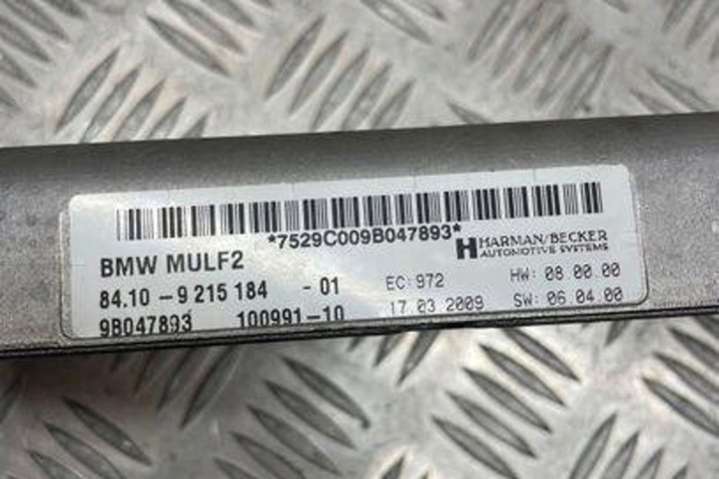 *7529C009B047893*
BMW MULF2
HARMAN/BECKER
AUTOMOTIVE SYSTEMS
84.10 - 9 215 184 - 01
EC: 972
HW: 08.00.00
9B047893 100991-10
17.03.2009
SW: 06.04.00